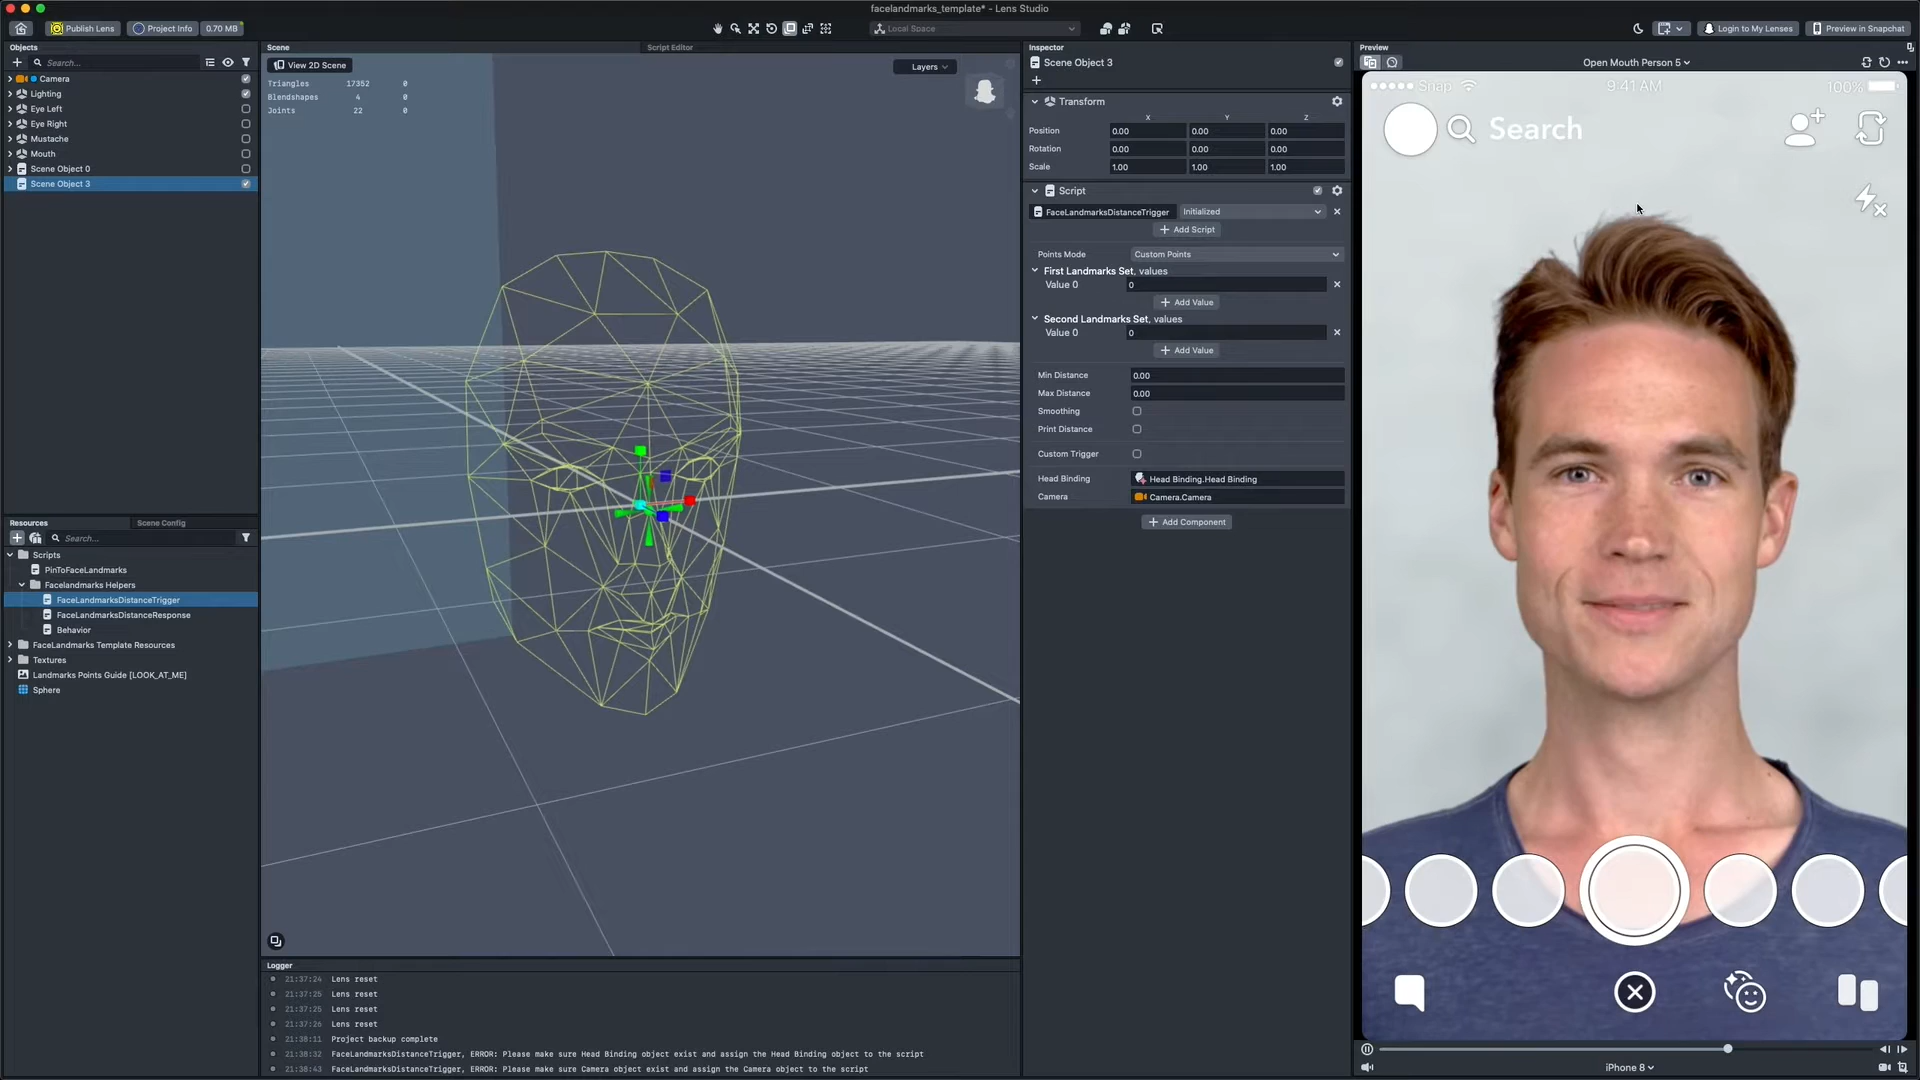 facelandmarks_template* - Lens Studio
Publish Lens
Project Info
0.70 MB
Local Space
Login to My Lenses
Preview in Snapchat
Objects
Search...
Camera
Lighting
Eye Left
Eye Right
Mustache
Mouth
Scene Object 0
Scene Object 3
Resources
Scene Config
Search...
Scripts
PinToFaceLandmarks
Facelandmarks Helpers
FaceLandmarksDistanceTrigger
FaceLandmarksDistanceResponse
Behavior
FaceLandmarks Template Resources
Textures
Landmarks Points Guide [LOOK_AT_ME]
Sphere
Scene
Script Editor
View 2D Scene
Layers
Triangles 17352 0
Blendshapes 4 0
Joints 22 0
Logger
21:37:24 Lens reset
21:37:25 Lens reset
21:37:25 Lens reset
21:37:26 Lens reset
21:38:11 Project backup complete
21:38:32 FaceLandmarksDistanceTrigger, ERROR: Please make sure Head Binding object exist and assign the Head Binding object to the script
21:38:43 FaceLandmarksDistanceTrigger, ERROR: Please make sure Camera object exist and assign the Camera object to the script
Inspector
Scene Object 3
Transform
X Y Z
Position 0.00 0.00 0.00
Rotation 0.00 0.00 0.00
Scale 1.00 1.00 1.00
Script
FaceLandmarksDistanceTrigger Initialized
Add Script
Points Mode Custom Points
First Landmarks Set, values
Value 0 0
Add Value
Second Landmarks Set, values
Value 0 0
Add Value
Min Distance 0.00
Max Distance 0.00
Smoothing
Print Distance
Custom Trigger
Head Binding Head Binding.Head Binding
Camera Camera.Camera
Add Component
Preview
Open Mouth Person 5
Snap 9:41 AM 100%
Search
iPhone 8